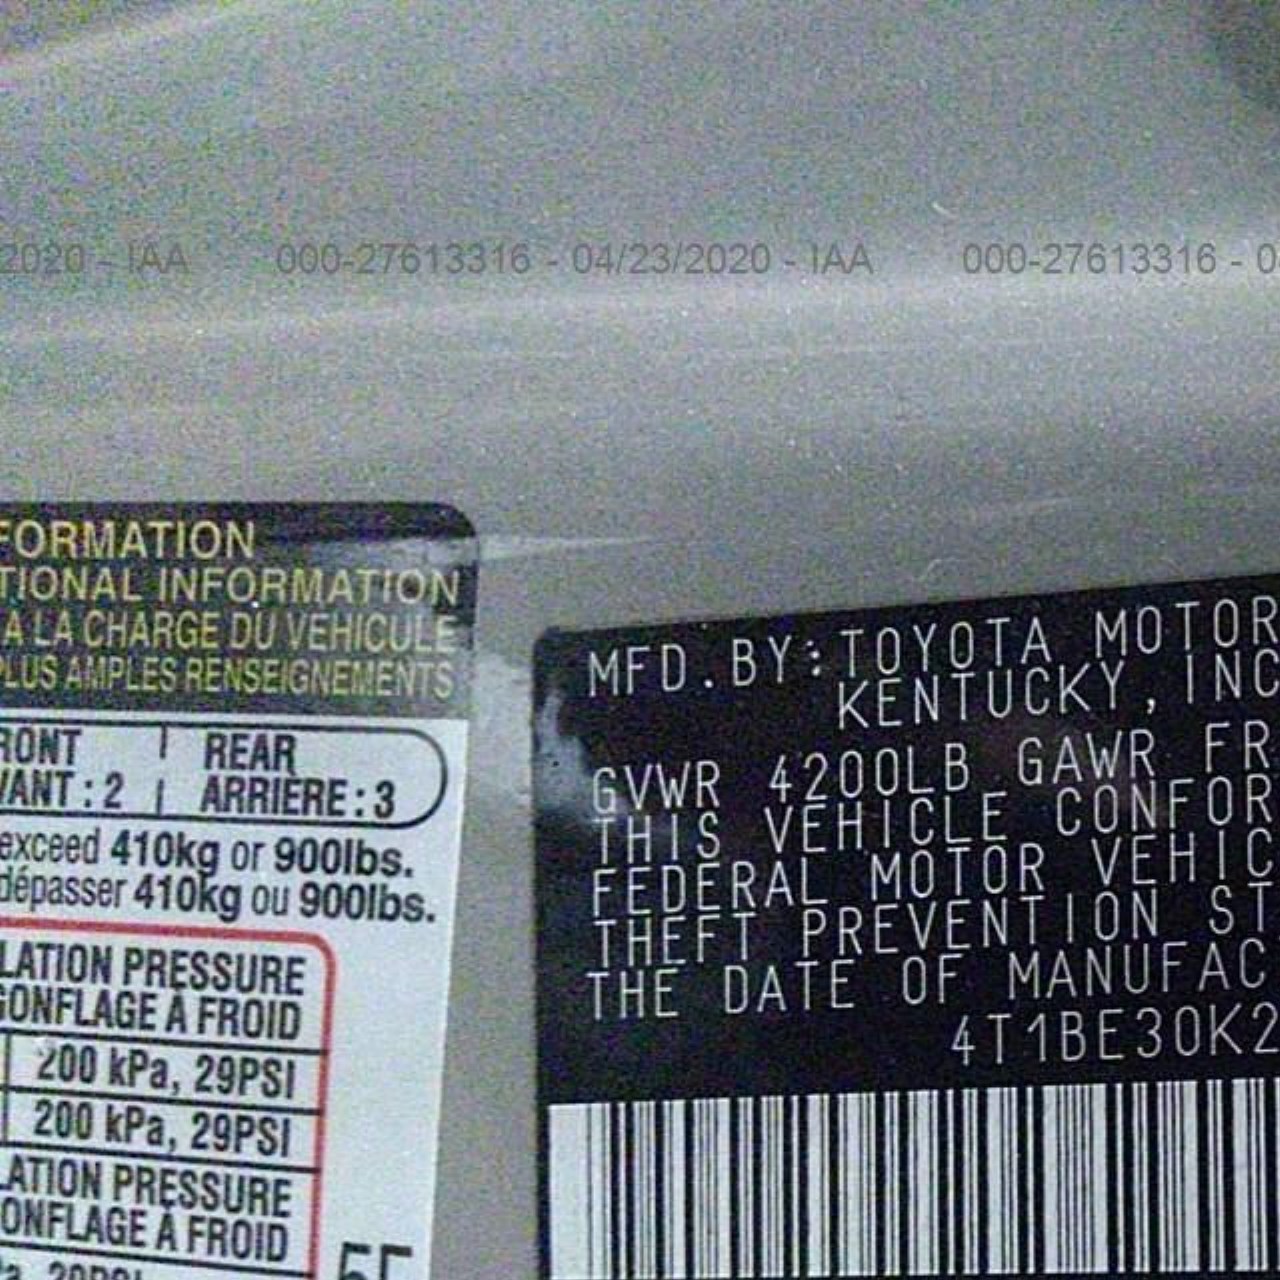 2020 - IAA 000-27613316 - 04/23/2020 - IAA 000-27613316 - 0
FORMATION
TIONAL INFORMATION
À LA CHARGE DU VÉHICULE
PLUS AMPLES RENSEIGNEMENTS
RONT REAR
VANT : 2 ARRIÈRE : 3
exceed 410kg or 900lbs.
dépasser 410kg ou 900lbs.
LATION PRESSURE
GONFLAGE À FROID
200 kPa, 29PSI
200 kPa, 29PSI
LATION PRESSURE
ONFLAGE À FROID
MFD.BY:TOYOTA MOTOR
KENTUCKY, INC
GVWR 4200LB GAWR FR
THIS VEHICLE CONFOR
FEDERAL MOTOR VEHIC
THEFT PREVENTION ST
THE DATE OF MANUFAC
4T1BE30K2